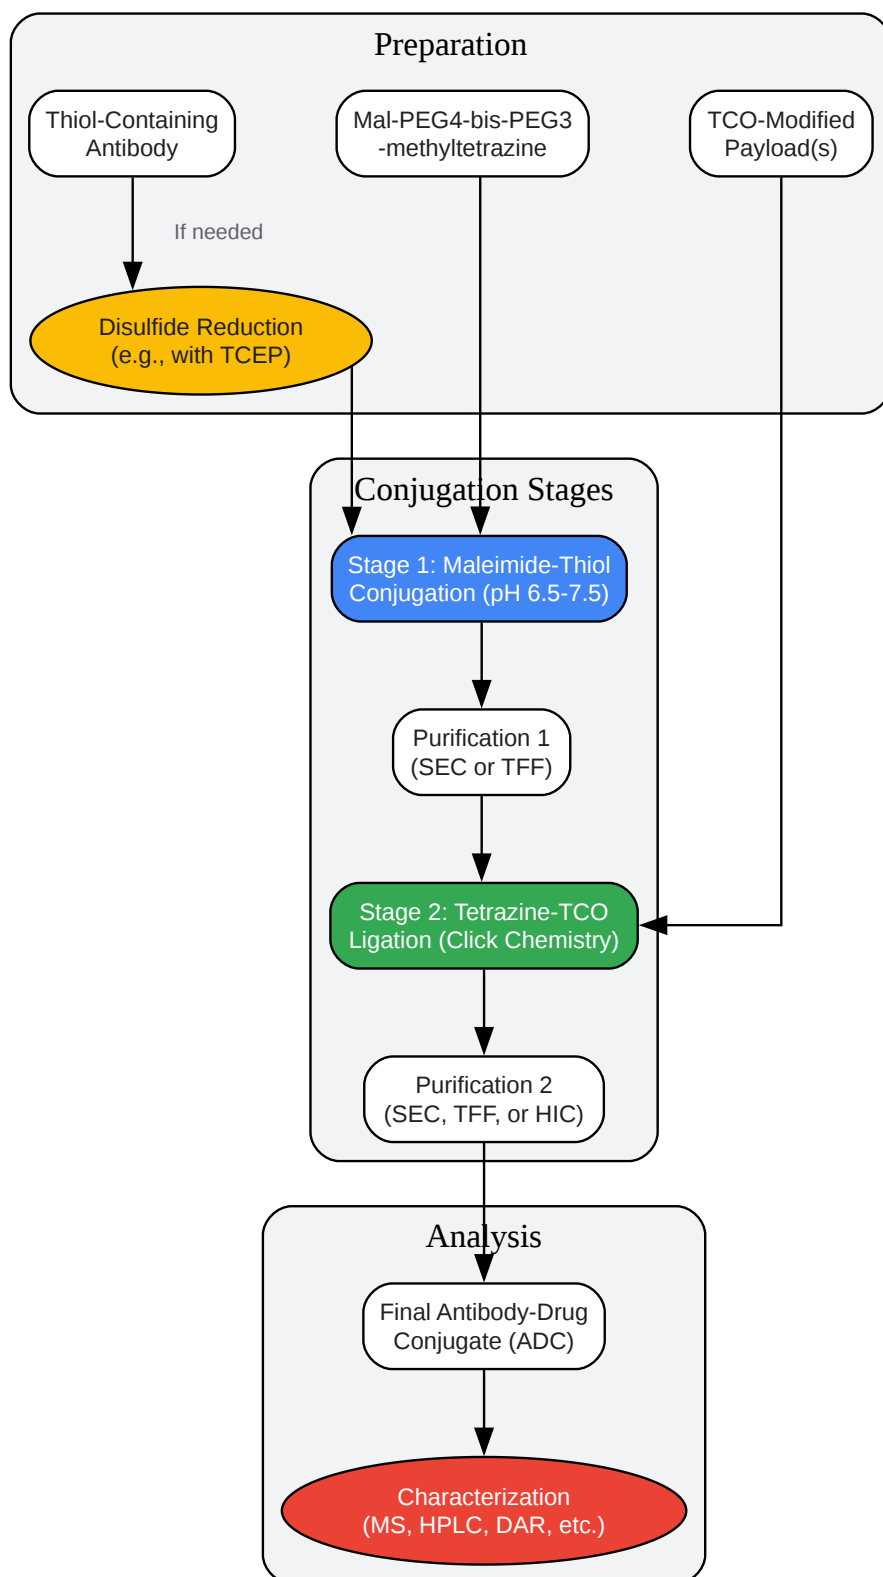 Preparation
Thiol-Containing
Antibody
Mal-PEG4-bis-PEG3
-methyltetrazine
TCO-Modified
Payload(s)
If needed
Disulfide Reduction
(e.g., with TCEP)
Conjugation Stages
Stage 1: Maleimide-Thiol
Conjugation (pH 6.5-7.5)
Purification 1
(SEC or TFF)
Stage 2: Tetrazine-TCO
Ligation (Click Chemistry)
Purification 2
(SEC, TFF, or HIC)
Analysis
Final Antibody-Drug
Conjugate (ADC)
Characterization
(MS, HPLC, DAR, etc.)